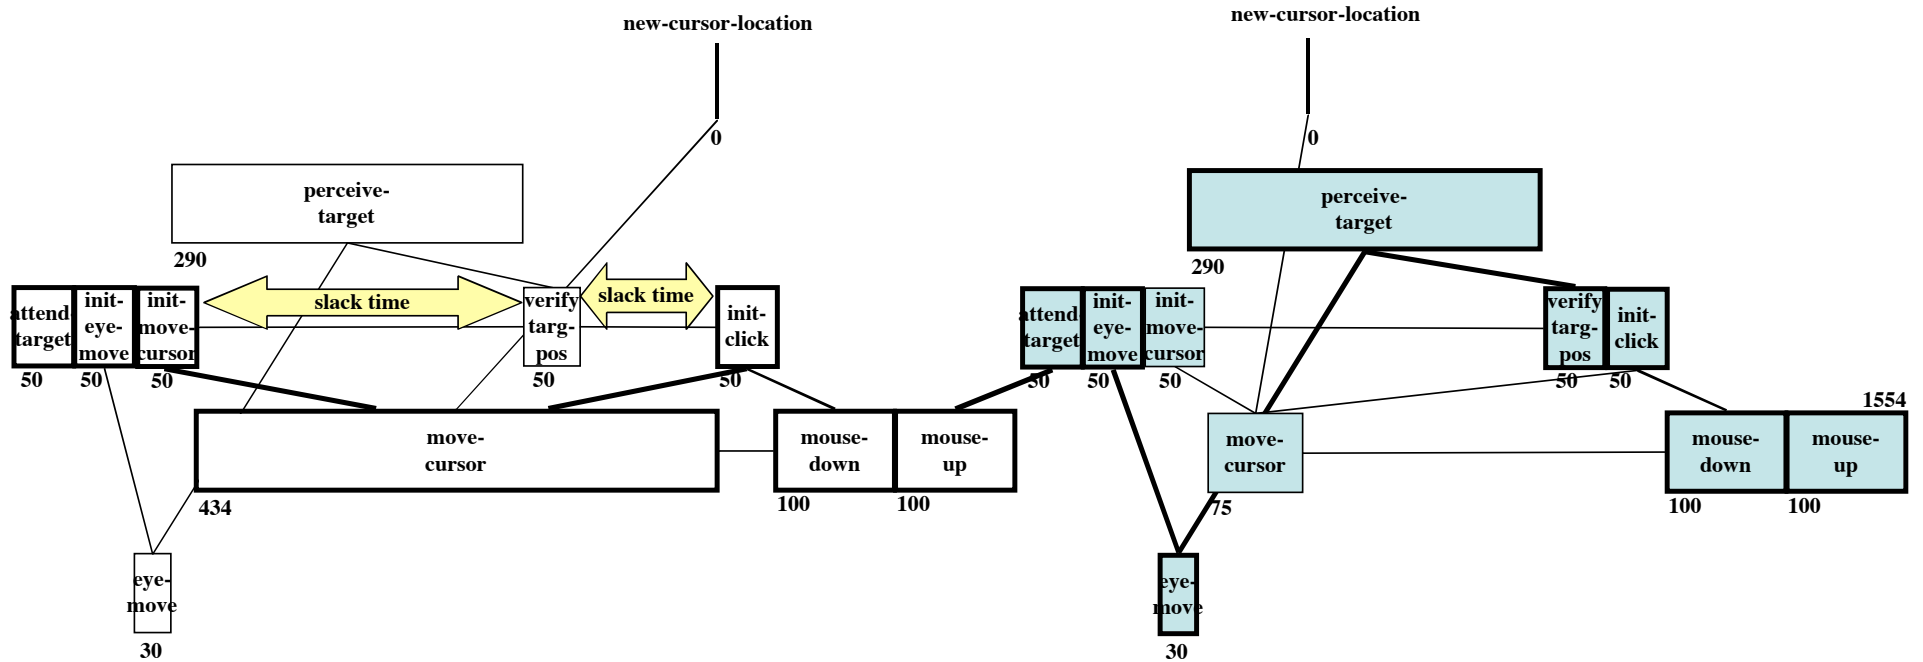 new-cursor-location
0
perceive-
target
290
slack time
slack time
attend-
target
50
init-
eye-
move
50
init-
move-
cursor
50
verify
targ-
pos
50
init-
click
50
move-
cursor
434
mouse-
down
100
mouse-
up
100
eye-
move
30
new-cursor-location
0
perceive-
target
290
attend-
target
50
init-
eye-
move
50
init-
move-
cursor
50
verify
targ-
pos
50
init-
click
50
1554
move-
cursor
75
mouse-
down
100
mouse-
up
100
eye-
move
30